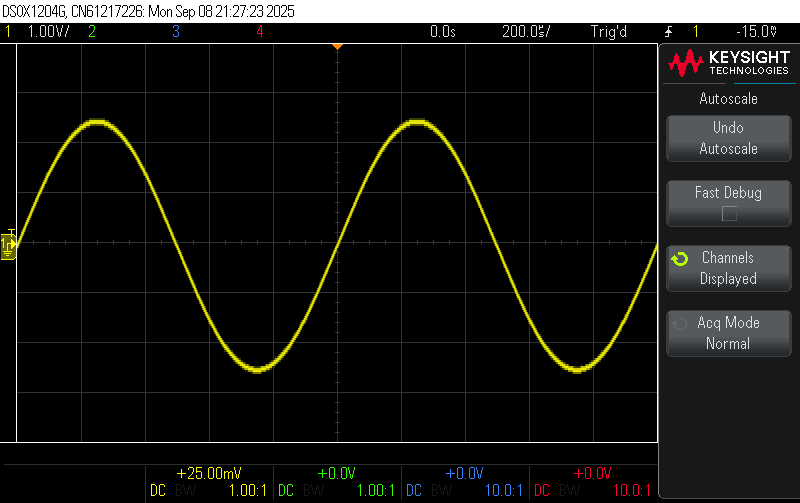 DSOX1204G, CN61217226: Mon Sep 08 21:27:23 2025
1 1.00V/ 2 3 4 0.0s 200.0µs/ Trig'd 1 -15.0V
KEYSIGHT
TECHNOLOGIES
Autoscale
Undo
Autoscale
Fast Debug
Channels
Displayed
Acq Mode
Normal
T
1
+25.00mV +0.0V +0.0V +0.0V
DC BW 1.00:1 DC BW 1.00:1 DC BW 10.0:1 DC BW 10.0:1